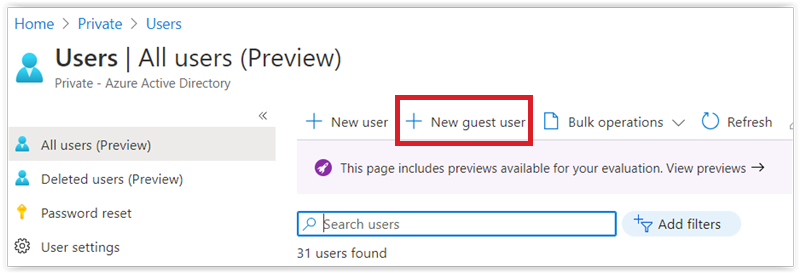 Home > Private > Users
Users | All users (Preview)
Private - Azure Active Directory
«
All users (Preview)
Deleted users (Preview)
Password reset
User settings
+ New user + New guest user Bulk operations Refresh
This page includes previews available for your evaluation. View previews →
Search users Add filters
31 users found